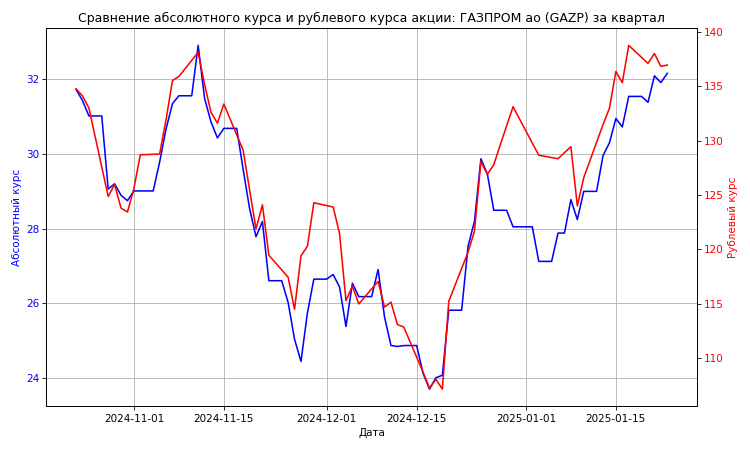 Сравнение абсолютного курса и рублевого курса акции: ГАЗПРОМ ао (GAZP) за квартал
32
30
28
26
24
Абсолютный курс
140
135
130
125
120
115
110
Рублевый курс
2024-11-01 2024-11-15 2024-12-01 2024-12-15 2025-01-01 2025-01-15
Дата